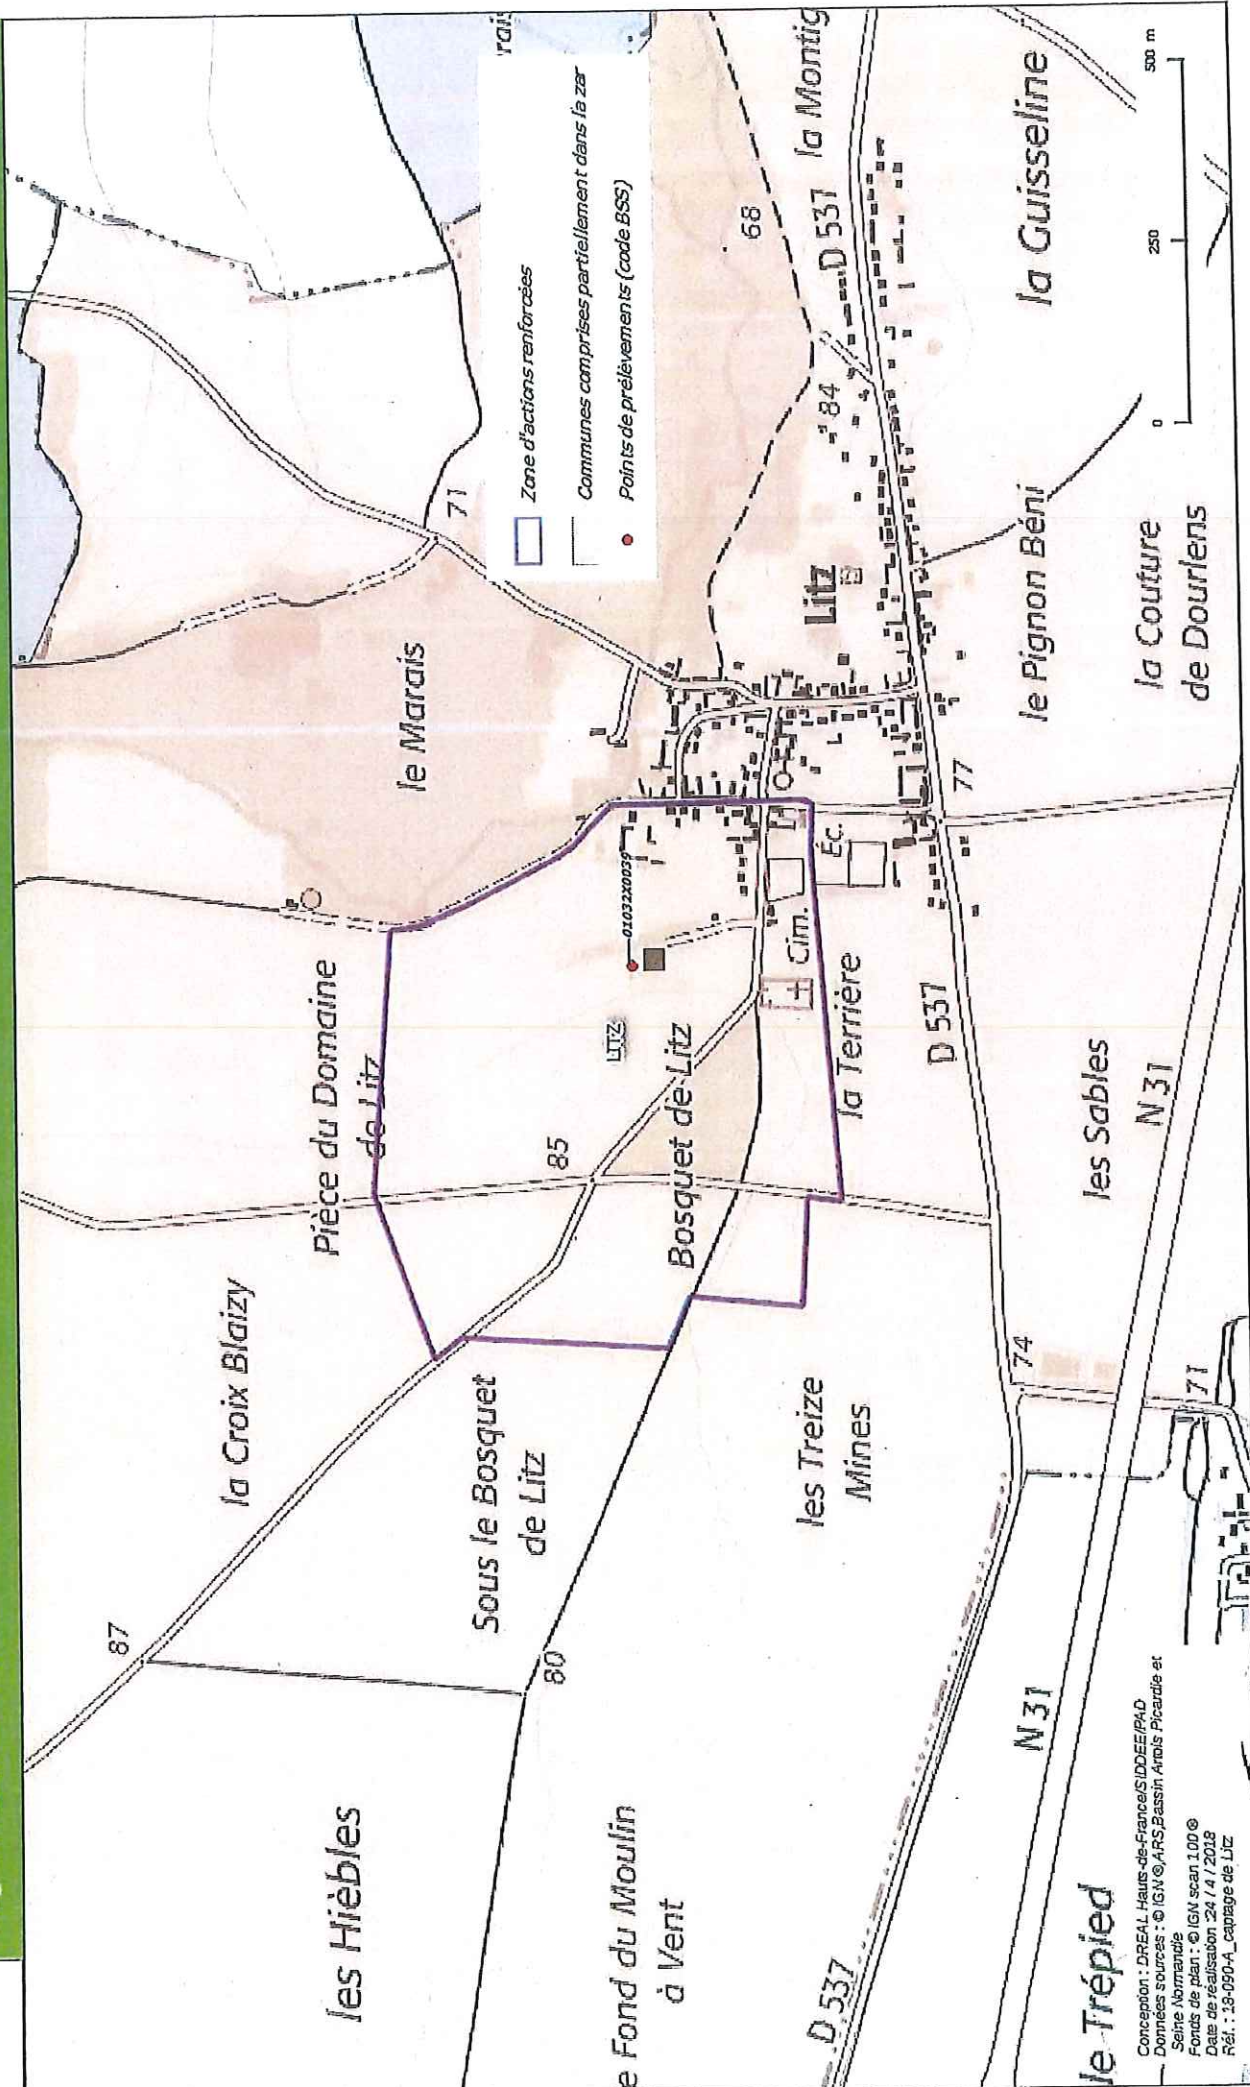 les Hièbles
87
la Croix Blaizy
Pièce du Domaine
de Litz
le Marais
71
Zone d'actions renforcées
Communes comprises partiellement dans la zar
Points de prélèvements (code BSS)
80
Sous le Bosquet
de Litz
85
LITZ
01032X0039
Fond du Moulin
à Vent
Bosquet de Litz
68
les Treize
Mines
la Terrière
Cim.
Éc.
Litz
84
D 537
la Montig
D 537
74
D 537
77
le Pignon Béni
la Guisseline
N 31
les Sables
N 31
la Couture
de Dourlens
71
0 250 500 m
le Trépied
Conception : DREAL Hauts-de-France/SIDDEE/PAD
Données sources : © IGN ®,ARS,Bassin Artois Picardie et
Seine Normandie
Fonds de plan : © IGN scan 100 ®
Date de réalisation :24 / 4 / 2018
Réf. : 18-090-A_captage de Litz